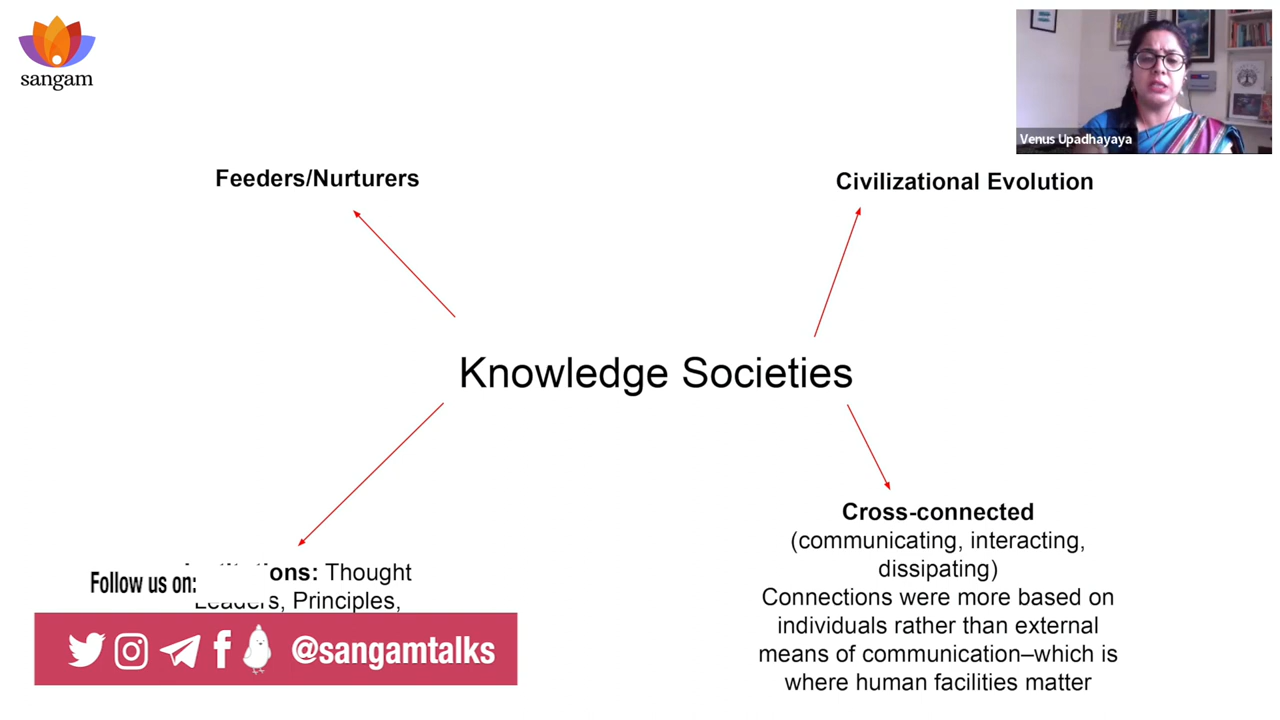 sangam
Venus Upadhayaya
Feeders/Nurturers
Civilizational Evolution
Knowledge Societies
Cross-connected
(communicating, interacting,
dissipating)
Connections were more based on
individuals rather than external
means of communication–which is
where human facilities matter
Thought
Leaders, Principles,
Follow us on:
@sangamtalks